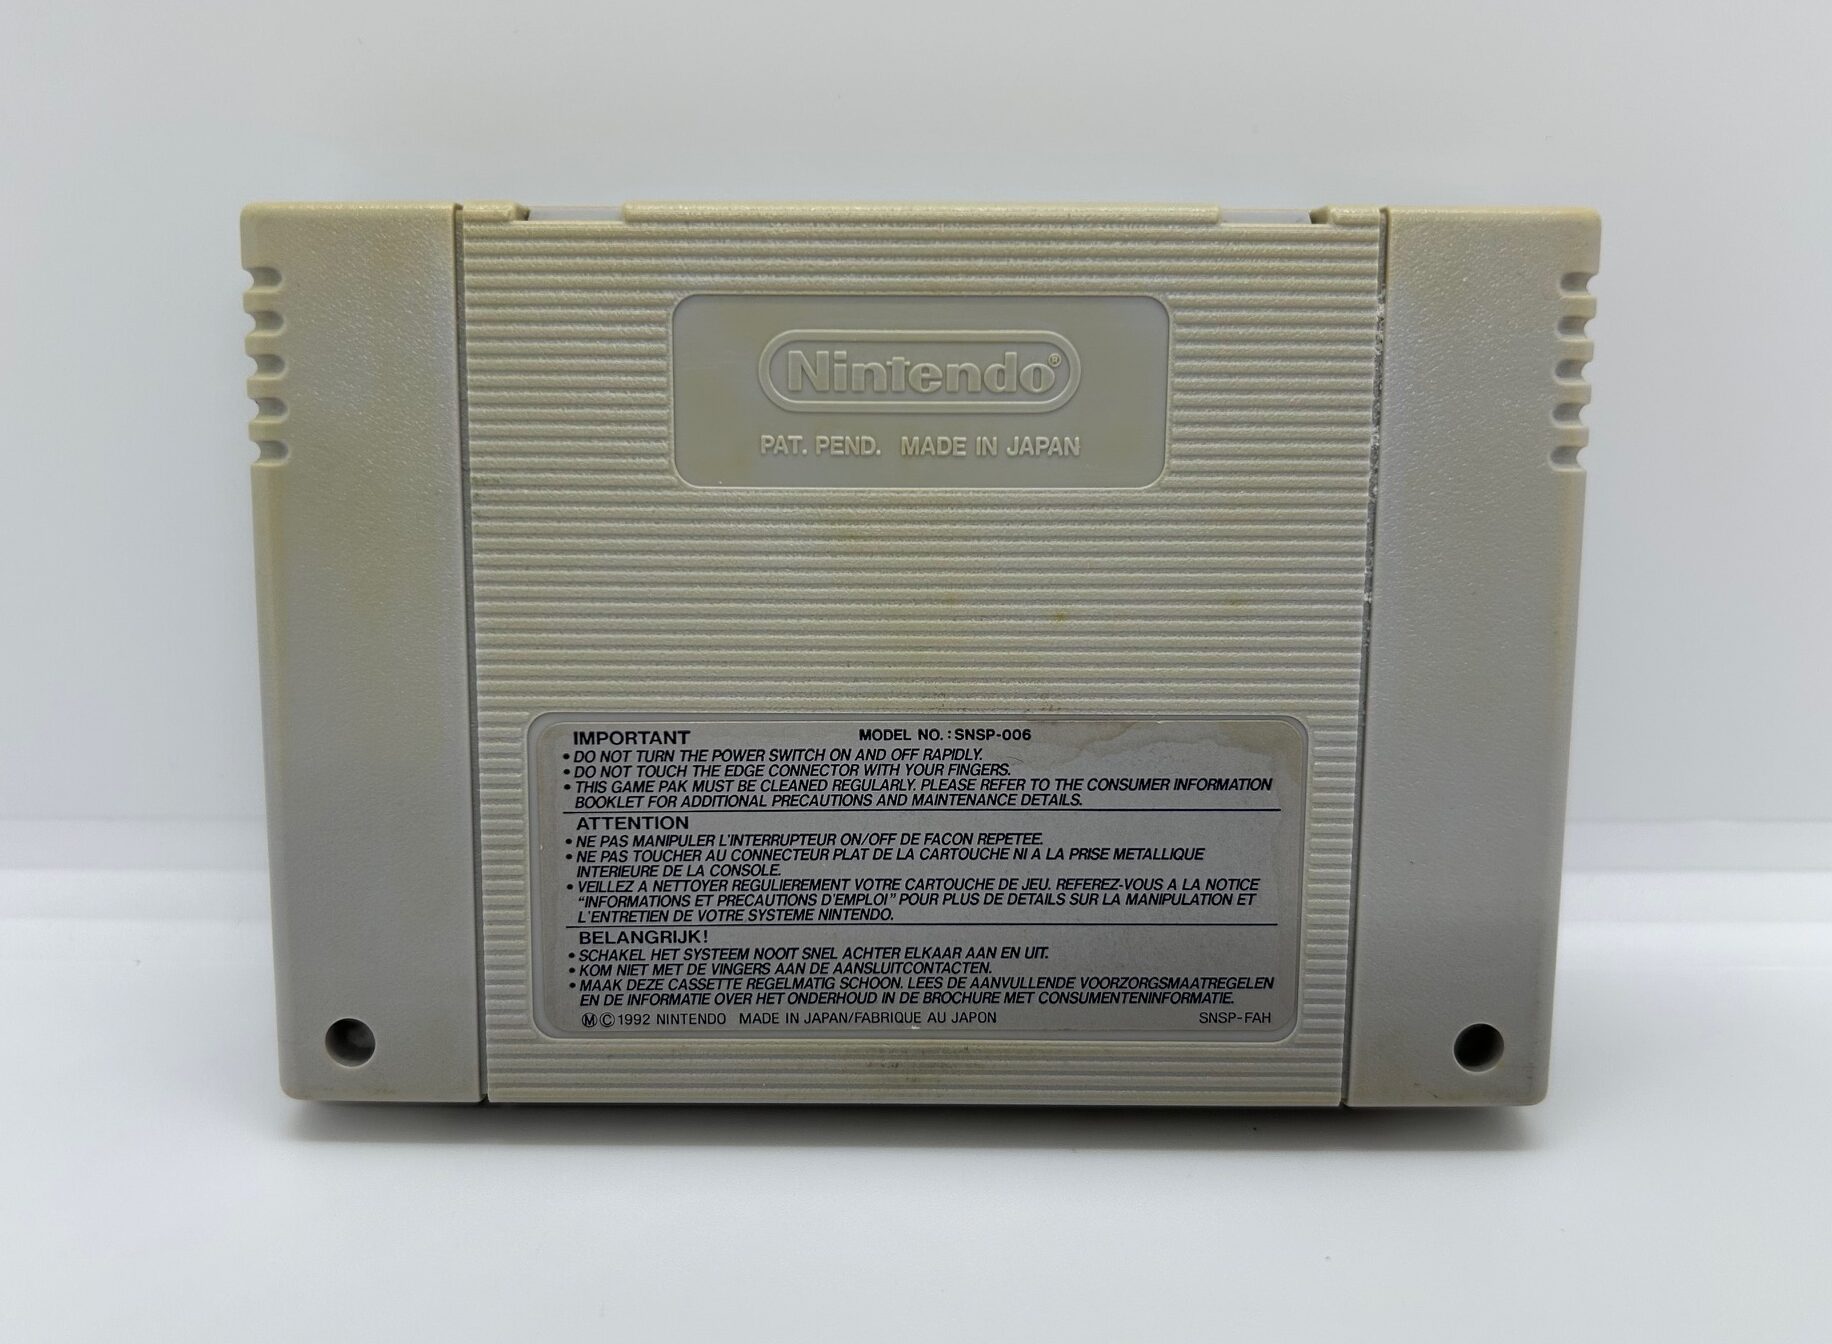 Nintendo®
PAT. PEND. MADE IN JAPAN
IMPORTANT MODEL NO. : SNSP-006
• DO NOT TURN THE POWER SWITCH ON AND OFF RAPIDLY.
• DO NOT TOUCH THE EDGE CONNECTOR WITH YOUR FINGERS.
• THIS GAME PAK MUST BE CLEANED REGULARLY. PLEASE REFER TO THE CONSUMER INFORMATION
BOOKLET FOR ADDITIONAL PRECAUTIONS AND MAINTENANCE DETAILS.
ATTENTION
• NE PAS MANIPULER L'INTERRUPTEUR ON/OFF DE FACON REPETEE.
• NE PAS TOUCHER AU CONNECTEUR PLAT DE LA CARTOUCHE NI A LA PRISE METALLIQUE
INTERIEURE DE LA CONSOLE.
• VEILLEZ A NETTOYER REGULIEREMENT VOTRE CARTOUCHE DE JEU. REFEREZ-VOUS A LA NOTICE
"INFORMATIONS ET PRECAUTIONS D'EMPLOI" POUR PLUS DE DETAILS SUR LA MANIPULATION ET
L'ENTRETIEN DE VOTRE SYSTEME NINTENDO.
BELANGRIJK!
• SCHAKEL HET SYSTEEM NOOIT SNEL ACHTER ELKAAR AAN EN UIT.
• KOM NIET MET DE VINGERS AAN DE AANSLUITCONTACTEN.
• MAAK DEZE CASSETTE REGELMATIG SCHOON. LEES DE AANVULLENDE VOORZORGSMAATREGELEN
EN DE INFORMATIE OVER HET ONDERHOUD IN DE BROCHURE MET CONSUMENTENINFORMATIE.
Ⓜ©1992 NINTENDO MADE IN JAPAN/FABRIQUE AU JAPON SNSP-FAH